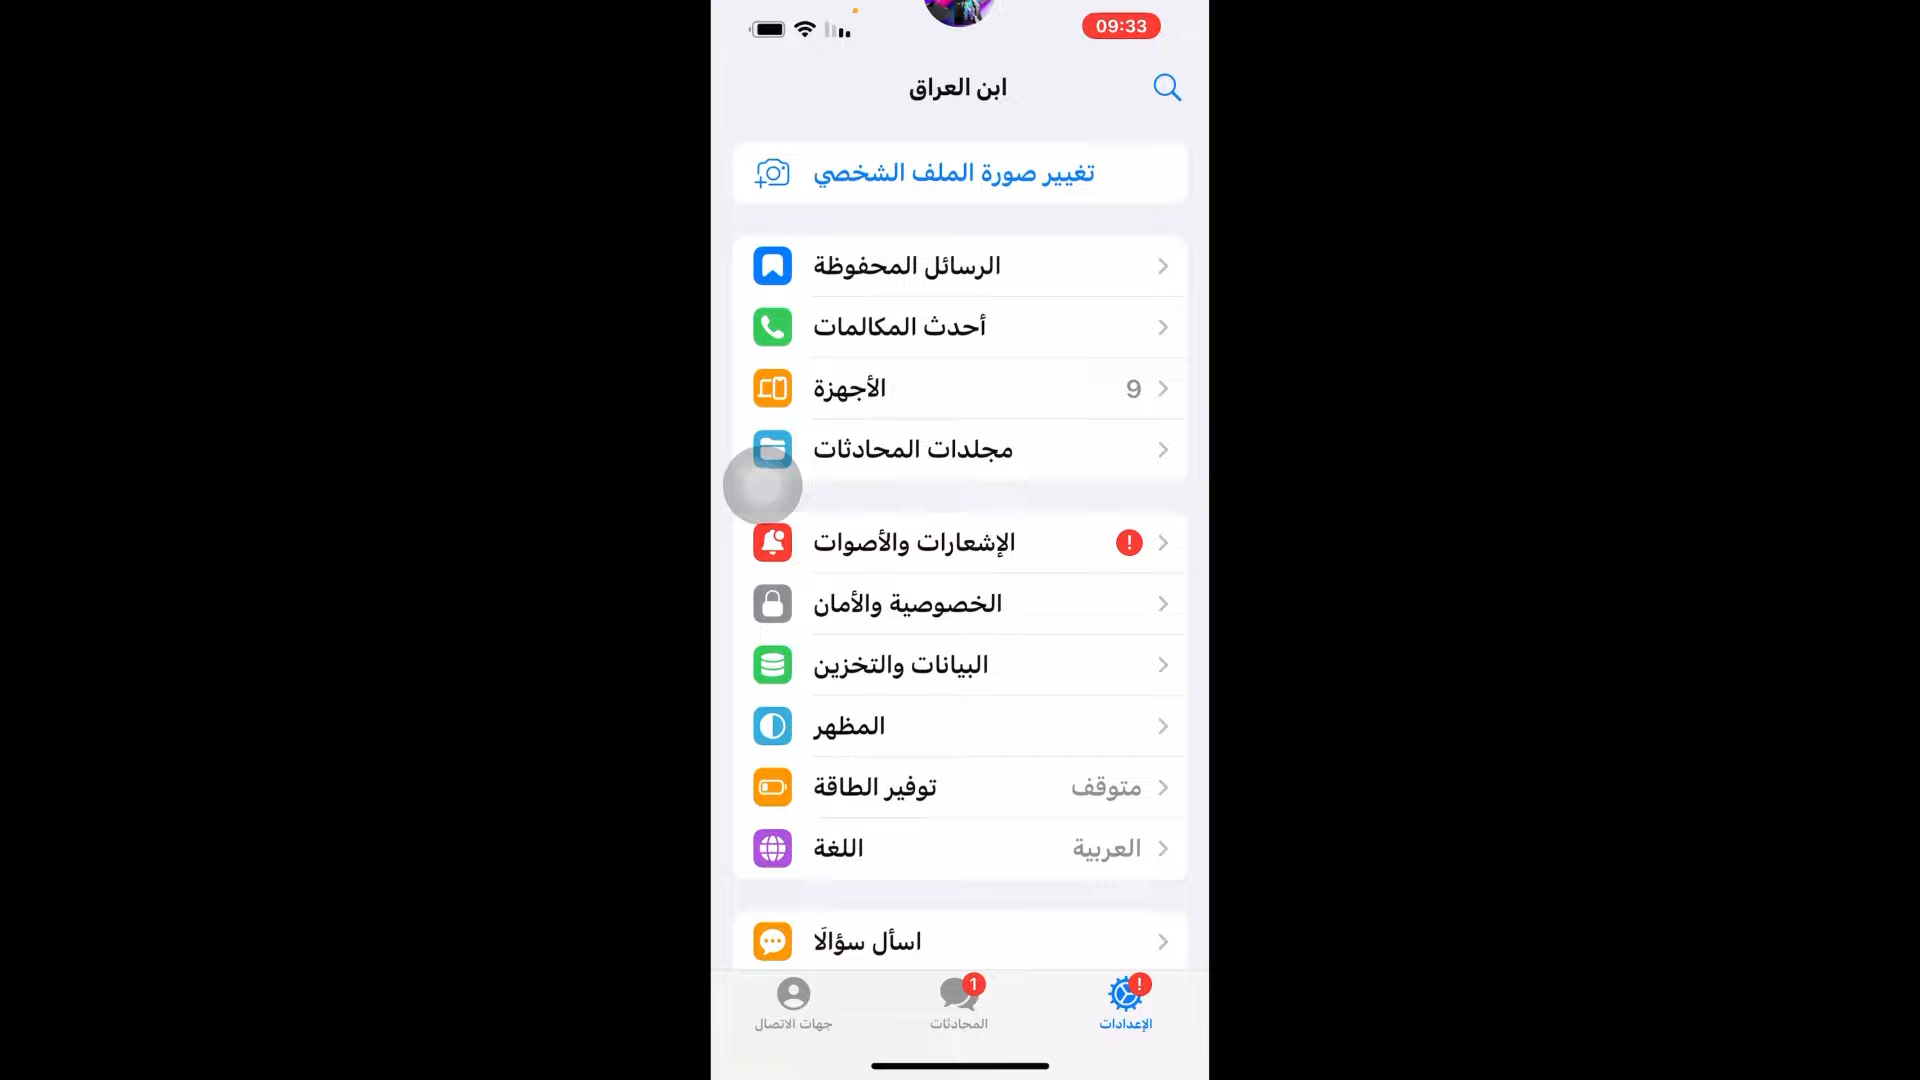 09:33
ابن العراق
تغيير صورة الملف الشخصي
الرسائل المحفوظة
أحدث المكالمات
الأجهزة 9
مجلدات المحادثات
الإشعارات والأصوات !
الخصوصية والأمان
البيانات والتخزين
المظهر
توفير الطاقة متوقف
اللغة العربية
اسأل سؤالًا
! 1
الإعدادات المحادثات جهات الاتصال